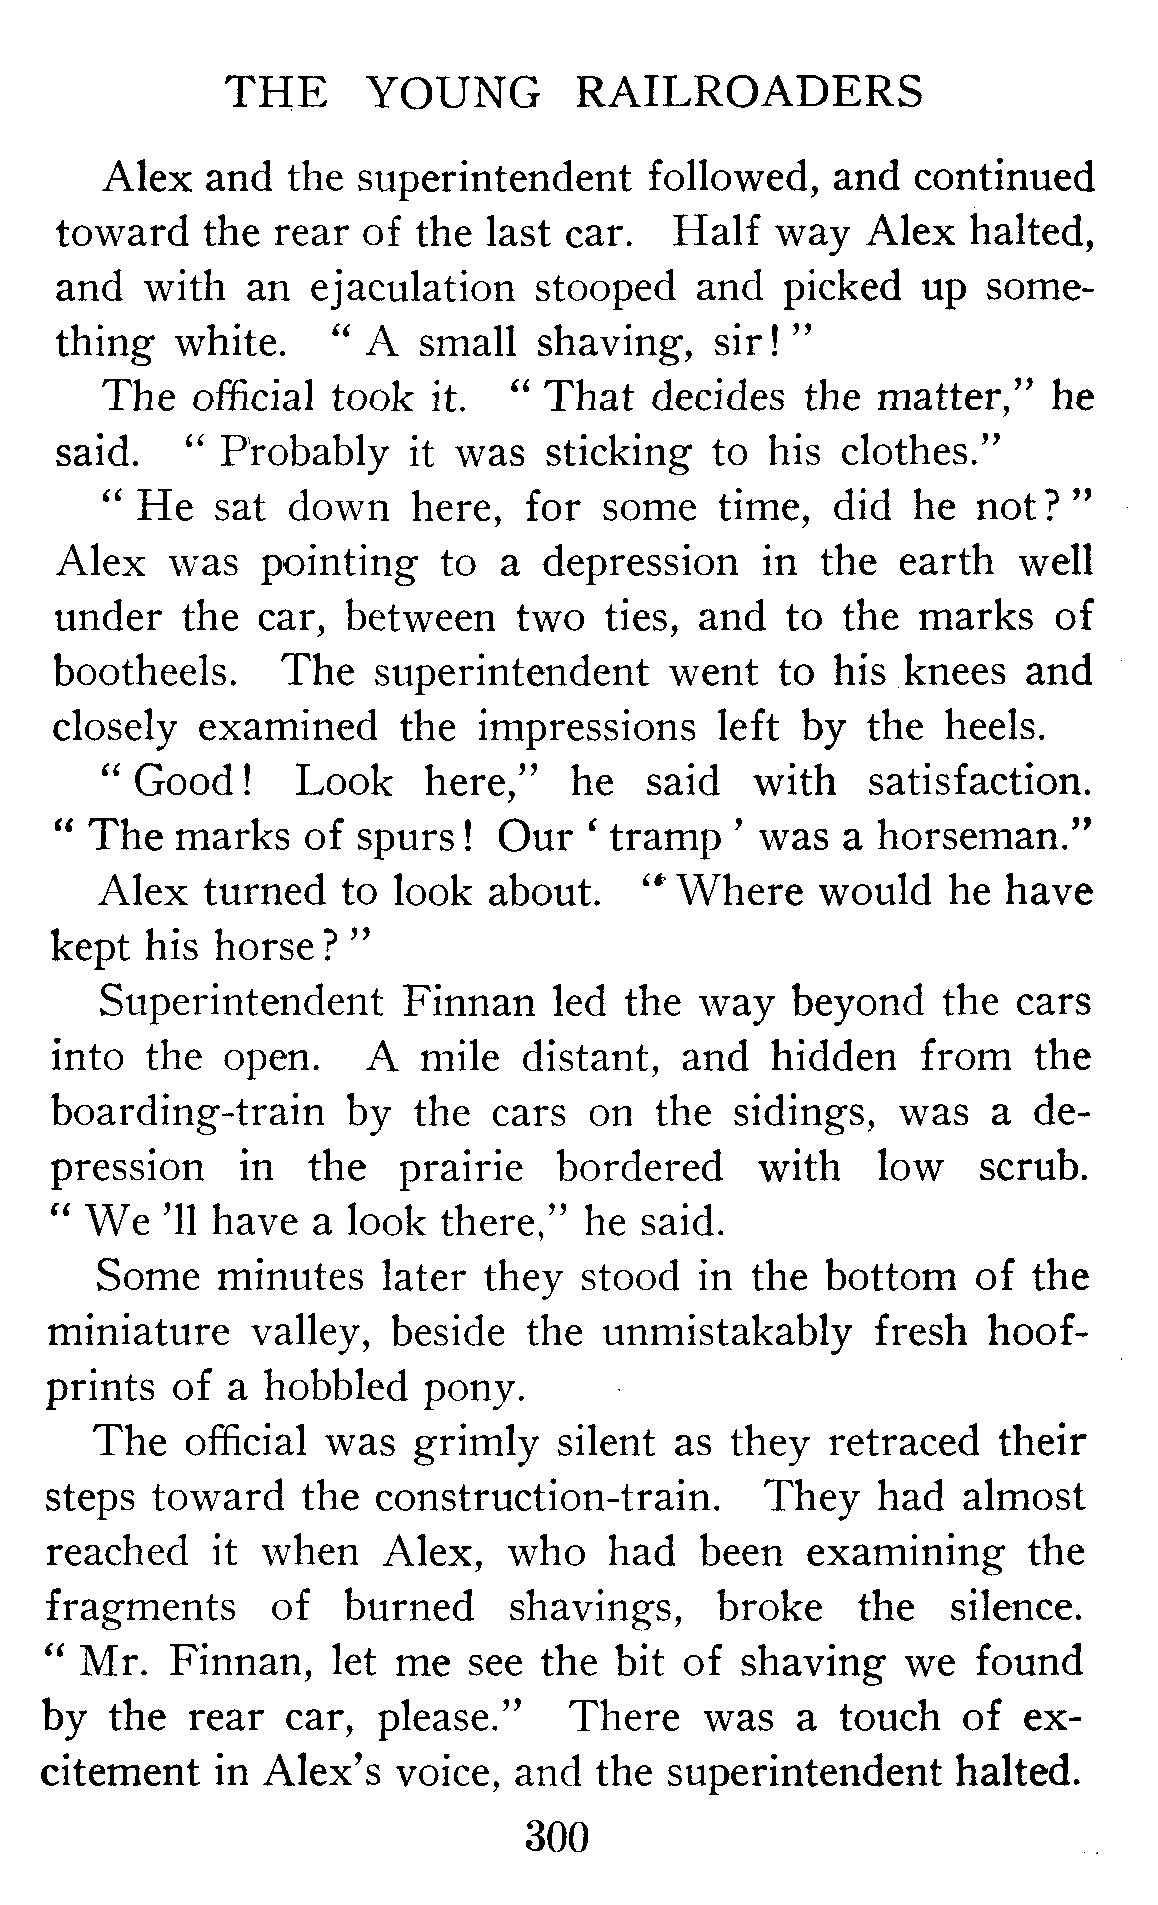 THE YOUNG RAILROADERS
Alex and the superintendent followed, and continued
toward the rear of the last car. Half way Alex halted,
and with an ejaculation stooped and picked up some-
thing white. " A small shaving, sir! "
The official took it. " That decides the matter," he
said. " Probably it was sticking to his clothes."
" He sat down here, for some time, did he not? "
Alex was pointing to a depression in the earth well
under the car, between two ties, and to the marks of
bootheels. The superintendent went to his knees and
closely examined the impressions left by the heels.
" Good! Look here," he said with satisfaction.
" The marks of spurs! Our ' tramp ' was a horseman."
Alex turned to look about. " Where would he have
kept his horse? "
Superintendent Finnan led the way beyond the cars
into the open. A mile distant, and hidden from the
boarding-train by the cars on the sidings, was a de-
pression in the prairie bordered with low scrub.
" We 'll have a look there," he said.
Some minutes later they stood in the bottom of the
miniature valley, beside the unmistakably fresh hoof-
prints of a hobbled pony.
The official was grimly silent as they retraced their
steps toward the construction-train. They had almost
reached it when Alex, who had been examining the
fragments of burned shavings, broke the silence.
" Mr. Finnan, let me see the bit of shaving we found
by the rear car, please." There was a touch of ex-
citement in Alex's voice, and the superintendent halted.
300